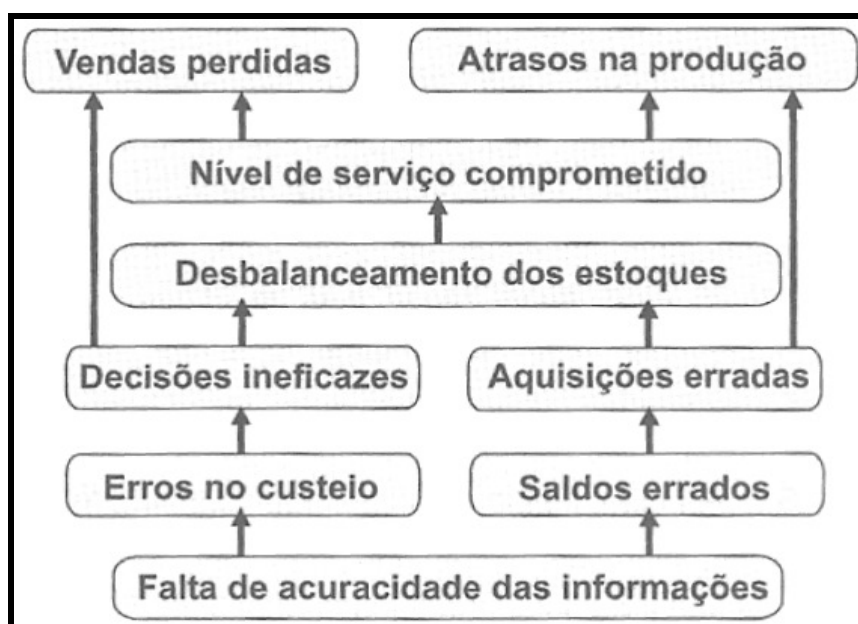 Vendas perdidas
Atrasos na produção
Nível de serviço comprometido
Desbalanceamento dos estoques
Decisões ineficazes
Aquisições erradas
Erros no custeio
Saldos errados
Falta de acuracidade das informações